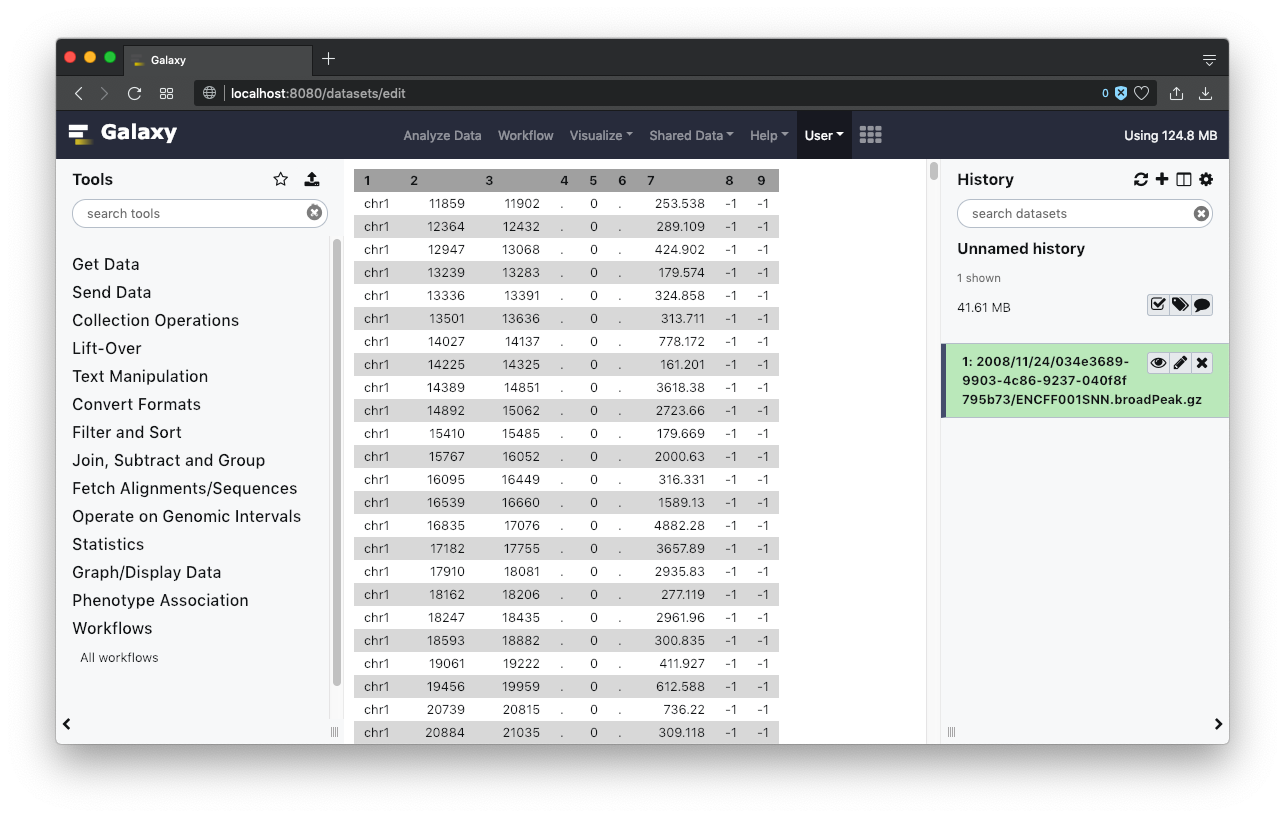 Galaxy
localhost:8080/datasets/edit
0
Galaxy
Analyze Data Workflow Visualize Shared Data Help User
Using 124.8 MB
Tools
search tools
Get Data
Send Data
Collection Operations
Lift-Over
Text Manipulation
Convert Formats
Filter and Sort
Join, Subtract and Group
Fetch Alignments/Sequences
Operate on Genomic Intervals
Statistics
Graph/Display Data
Phenotype Association
Workflows
All workflows
1 2 3 4 5 6 7 8 9
chr1 11859 11902 . 0 . 253.538 -1 -1
chr1 12364 12432 . 0 . 289.109 -1 -1
chr1 12947 13068 . 0 . 424.902 -1 -1
chr1 13239 13283 . 0 . 179.574 -1 -1
chr1 13336 13391 . 0 . 324.858 -1 -1
chr1 13501 13636 . 0 . 313.711 -1 -1
chr1 14027 14137 . 0 . 778.172 -1 -1
chr1 14225 14325 . 0 . 161.201 -1 -1
chr1 14389 14851 . 0 . 3618.38 -1 -1
chr1 14892 15062 . 0 . 2723.66 -1 -1
chr1 15410 15485 . 0 . 179.669 -1 -1
chr1 15767 16052 . 0 . 2000.63 -1 -1
chr1 16095 16449 . 0 . 316.331 -1 -1
chr1 16539 16660 . 0 . 1589.13 -1 -1
chr1 16835 17076 . 0 . 4882.28 -1 -1
chr1 17182 17755 . 0 . 3657.89 -1 -1
chr1 17910 18081 . 0 . 2935.83 -1 -1
chr1 18162 18206 . 0 . 277.119 -1 -1
chr1 18247 18435 . 0 . 2961.96 -1 -1
chr1 18593 18882 . 0 . 300.835 -1 -1
chr1 19061 19222 . 0 . 411.927 -1 -1
chr1 19456 19959 . 0 . 612.588 -1 -1
chr1 20739 20815 . 0 . 736.22 -1 -1
chr1 20884 21035 . 0 . 309.118 -1 -1
History
search datasets
Unnamed history
1 shown
41.61 MB
1: 2008/11/24/034e3689-
9903-4c86-9237-040f8f
795b73/ENCFF001SNN.broadPeak.gz